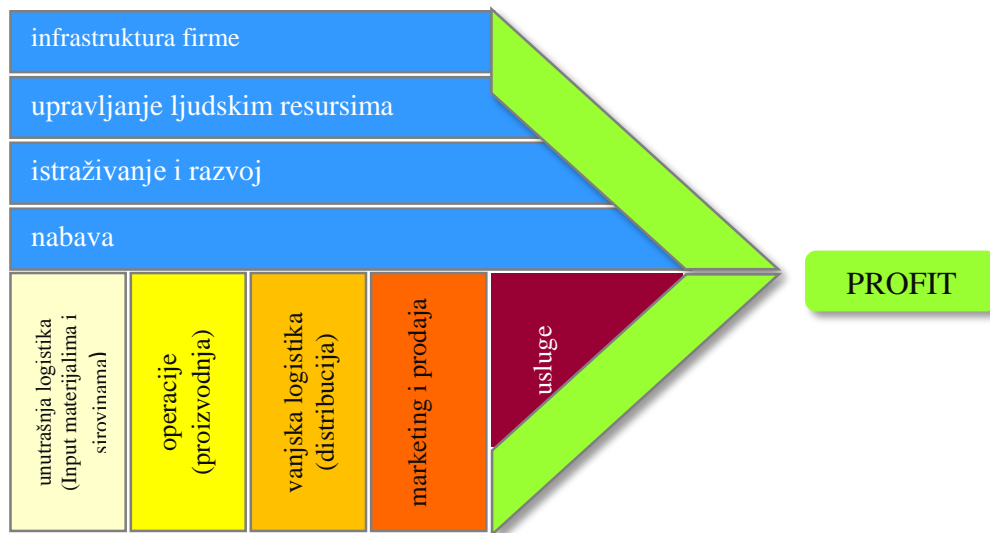 infrastruktura firme
upravljanje ljudskim resursima
istraživanje i razvoj
nabava
unutrašnja logistika
(Input materijalima i
sirovinama)
operacije
(proizvodnja)
vanjska logistika
(distribucija)
marketing i prodaja
usluge
PROFIT